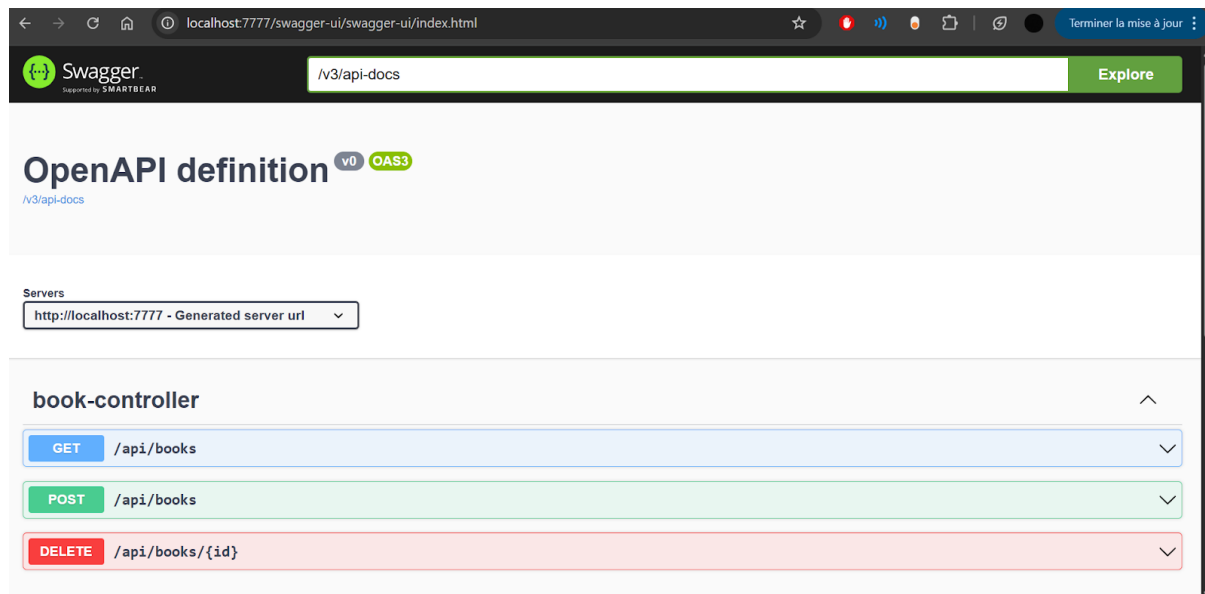 localhost:7777/swagger-ui/swagger-ui/index.html
Terminer la mise à jour
{··} Swagger.
Supported by SMARTBEAR
/v3/api-docs
Explore
OpenAPI definition v0 OAS3
/v3/api-docs
Servers
http://localhost:7777 - Generated server url
book-controller
GET /api/books
POST /api/books
DELETE /api/books/{id}